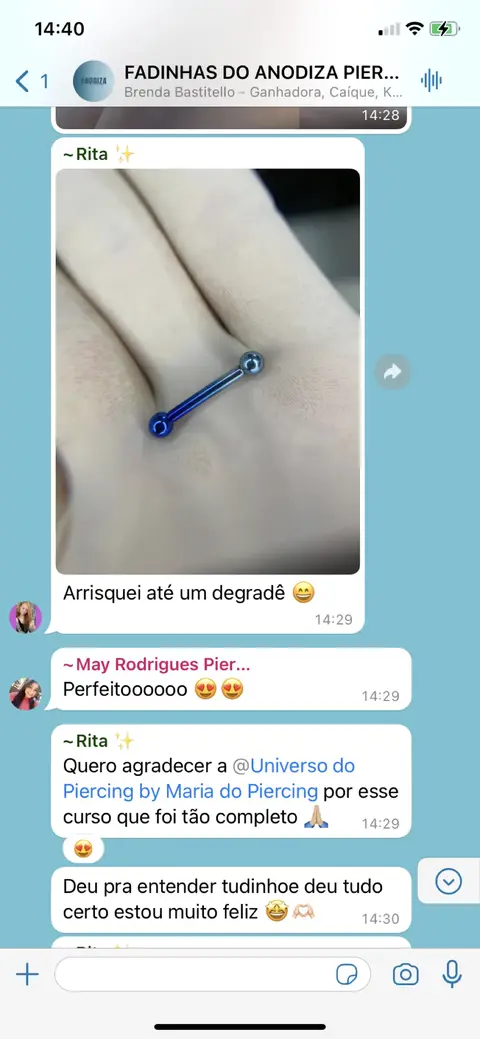 14:40
1
ANODIZA
FADINHAS DO ANODIZA PIER...
Brenda Bastitello – Ganhadora, Caíque, K...
14:28
~Rita ✨
Arrisquei até um degradê 😄
14:29
~May Rodrigues Pier...
Perfeitoooooo 😍 😍
14:29
~Rita ✨
Quero agradecer a @Universo do
Piercing by Maria do Piercing por esse
curso que foi tão completo 🙏🏼
14:29
😍
Deu pra entender tudinhoe deu tudo
certo estou muito feliz 🤩 🫶🏼
14:30
~Rita ✨